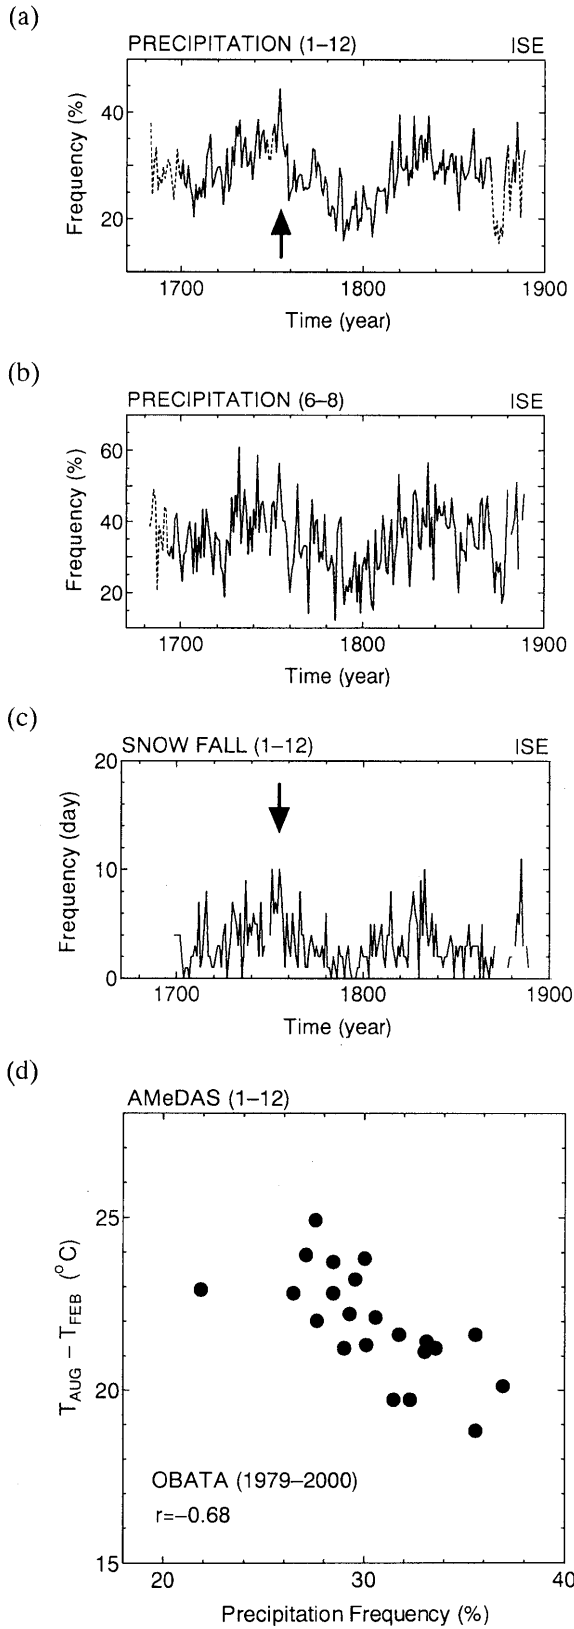 (a)
PRECIPITATION (1–12) ISE
Frequency (%)
40
20
1700 1800 1900
Time (year)
(b)
PRECIPITATION (6–8) ISE
Frequency (%)
60
40
20
1700 1800 1900
Time (year)
(c)
SNOW FALL (1–12) ISE
Frequency (day)
20
10
0
1700 1800 1900
Time (year)
(d)
AMeDAS (1–12)
T_AUG – T_FEB (°C)
25
20
15
OBATA (1979–2000)
r=–0.68
20 30 40
Precipitation Frequency (%)